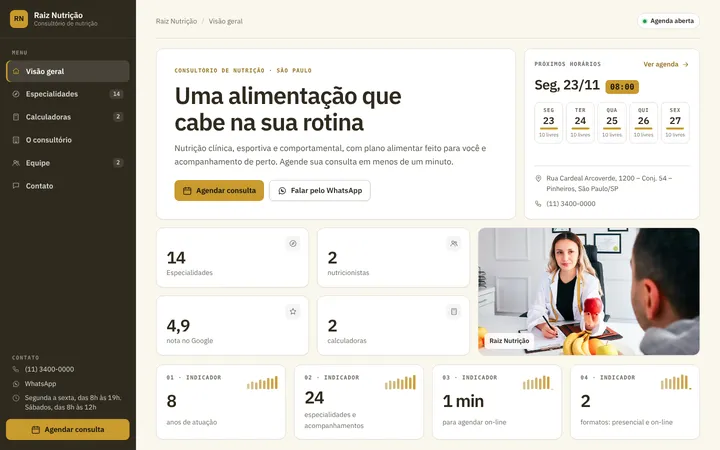 RN
Raiz Nutrição
Consultório de nutrição
MENU
Visão geral
Especialidades 14
Calculadoras 2
O consultório
Equipe 2
Contato
CONTATO
(11) 3400-0000
WhatsApp
Segunda a sexta, das 8h às 19h.
Sábados, das 8h às 12h
Agendar consulta
Raiz Nutrição / Visão geral
Agenda aberta
CONSULTÓRIO DE NUTRIÇÃO · SÃO PAULO
Uma alimentação que
cabe na sua rotina
Nutrição clínica, esportiva e comportamental, com plano alimentar feito para você e
acompanhamento de perto. Agende sua consulta em menos de um minuto.
Agendar consulta
Falar pelo WhatsApp
PRÓXIMOS HORÁRIOS
Ver agenda →
Seg, 23/11 08:00
SEG TER QUA QUI SEX
23 24 25 26 27
10 livres 10 livres 10 livres 10 livres 10 livres
Rua Cardeal Arcoverde, 1200 – Conj. 54 –
Pinheiros, São Paulo/SP
(11) 3400-0000
14
Especialidades
2
nutricionistas
4,9
nota no Google
2
calculadoras
Raiz Nutrição
01 · INDICADOR
8
anos de atuação
02 · INDICADOR
24
especialidades e
acompanhamentos
03 · INDICADOR
1 min
para agendar on-line
04 · INDICADOR
2
formatos: presencial e on-line